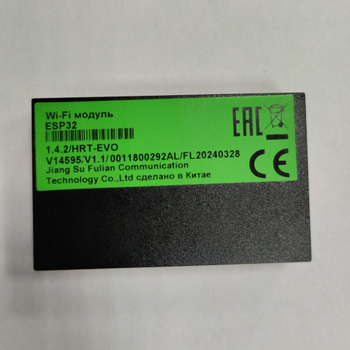 Wi-Fi модуль
ESP32
1.4.2/HRT-EVO
V14595/V1.1/0011800292AL/FL20240328
Jiang Su Fulian Communication
Technology Co.,Ltd сделано в Китае
EAC
CE